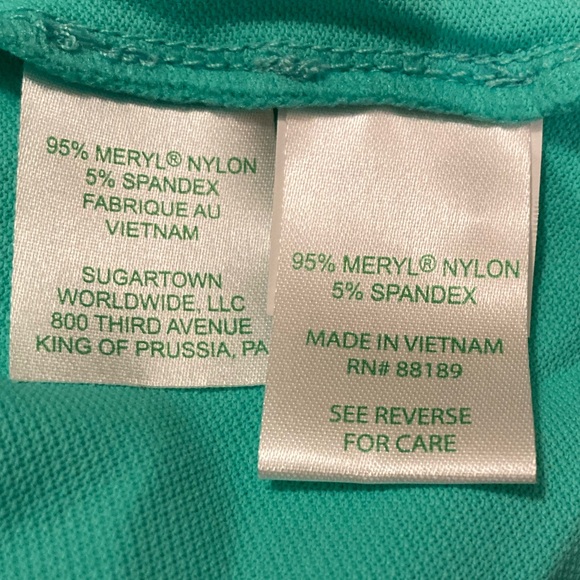 95% MERYL® NYLON
5% SPANDEX
FABRIQUE AU
VIETNAM
SUGARTOWN
WORLDWIDE, LLC
800 THIRD AVENUE
KING OF PRUSSIA, PA
95% MERYL® NYLON
5% SPANDEX
MADE IN VIETNAM
RN# 88189
SEE REVERSE
FOR CARE